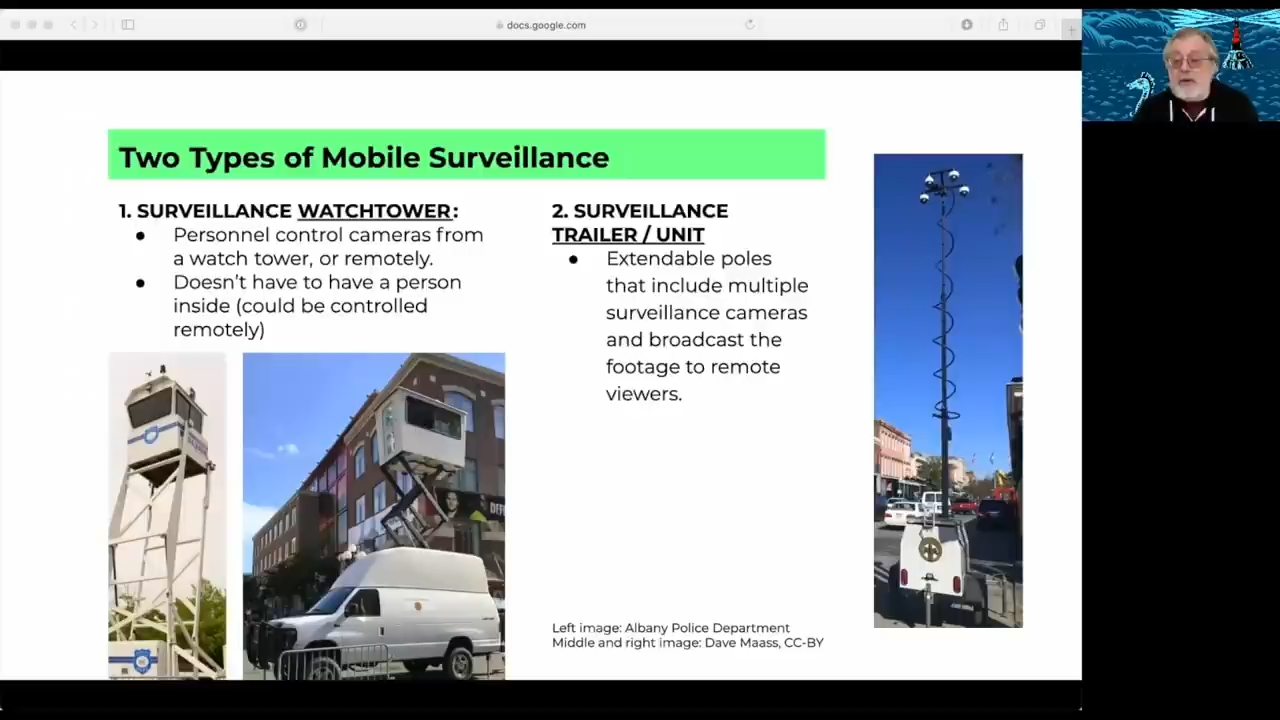 docs.google.com
Two Types of Mobile Surveillance
1. SURVEILLANCE WATCHTOWER:
● Personnel control cameras from
a watch tower, or remotely.
● Doesn't have to have a person
inside (could be controlled
remotely)
2. SURVEILLANCE
TRAILER / UNIT
● Extendable poles
that include multiple
surveillance cameras
and broadcast the
footage to remote
viewers.
Left image: Albany Police Department
Middle and right image: Dave Maass, CC-BY